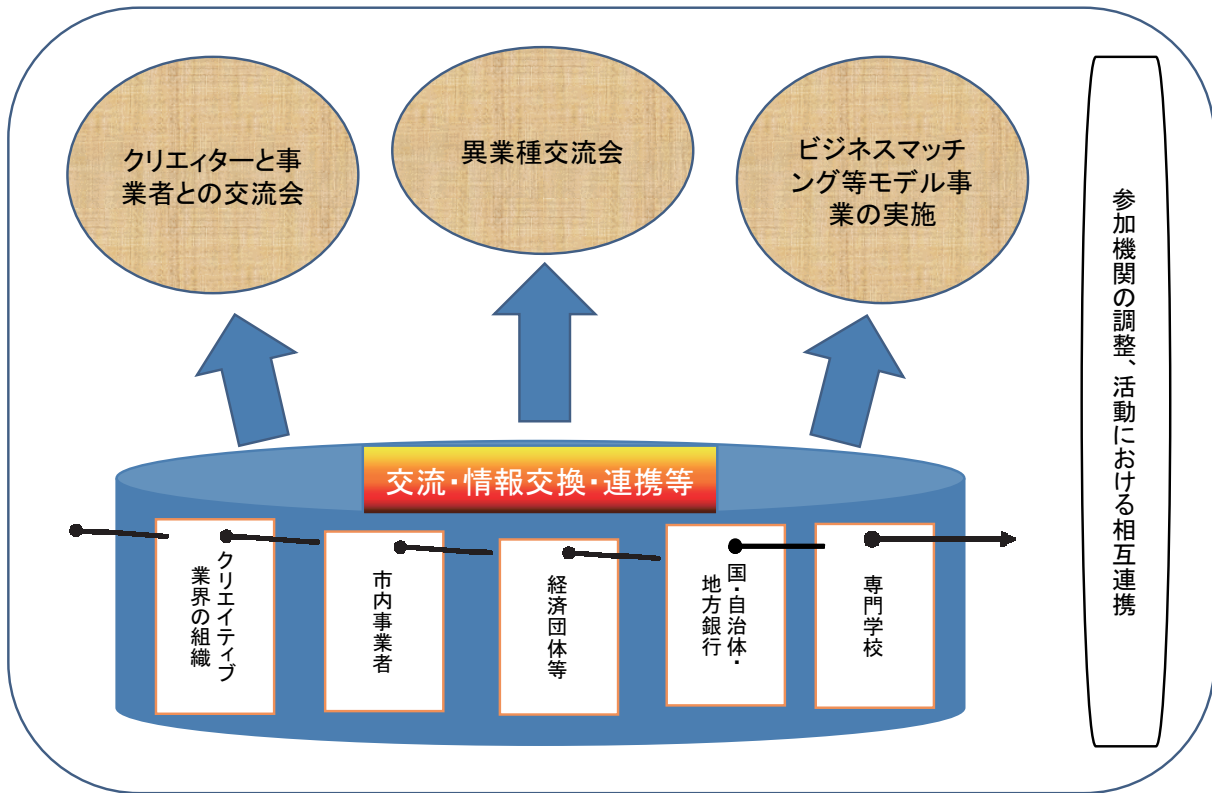 クリエィターと事
業者との交流会
異業種交流会
ビジネスマッチ
ング等モデル事
業の実施
参加機関の調整、活動における相互連携
交流・情報交換・連携等
クリエイティブ
業界の組織
市内事業者
経済団体等
国・自治体・
地方銀行
専門学校